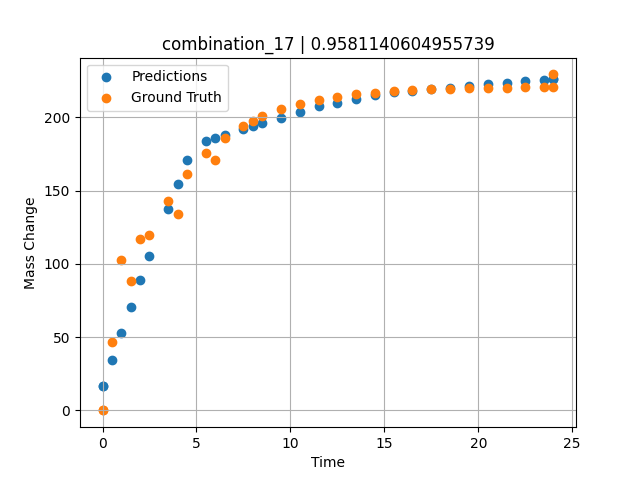 combination_17 | 0.9581140604955739
Predictions
Ground Truth
200
150
100
50
0
Mass Change
0 5 10 15 20 25
Time